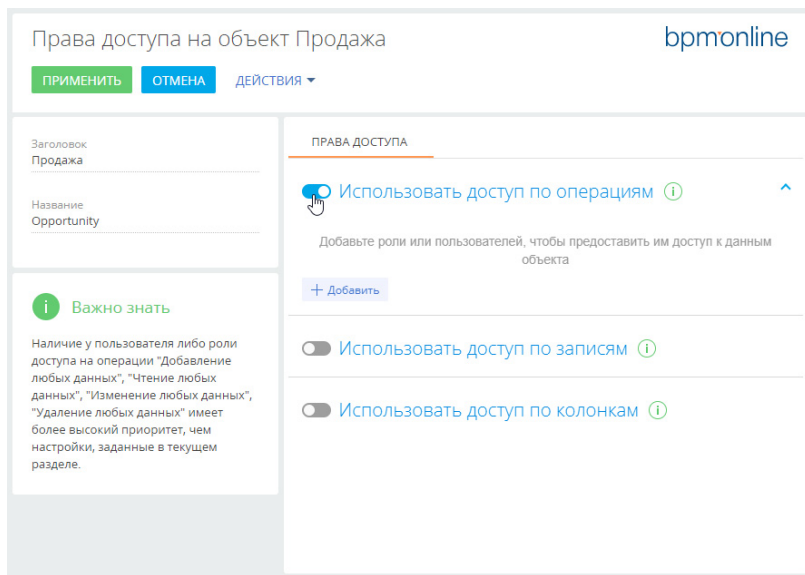 Права доступа на объект Продажа
bpmonline
ПРИМЕНИТЬ
ОТМЕНА
ДЕЙСТВИЯ
Заголовок
Продажа
Название
Opportunity
Важно знать
Наличие у пользователя либо роли
доступа на операции "Добавление
любых данных", "Чтение любых
данных", "Изменение любых данных",
"Удаление любых данных" имеет
более высокий приоритет, чем
настройки, заданные в текущем
разделе.
ПРАВА ДОСТУПА
Использовать доступ по операциям
Добавьте роли или пользователей, чтобы предоставить им доступ к данным
объекта
+ Добавить
Использовать доступ по записям
Использовать доступ по колонкам